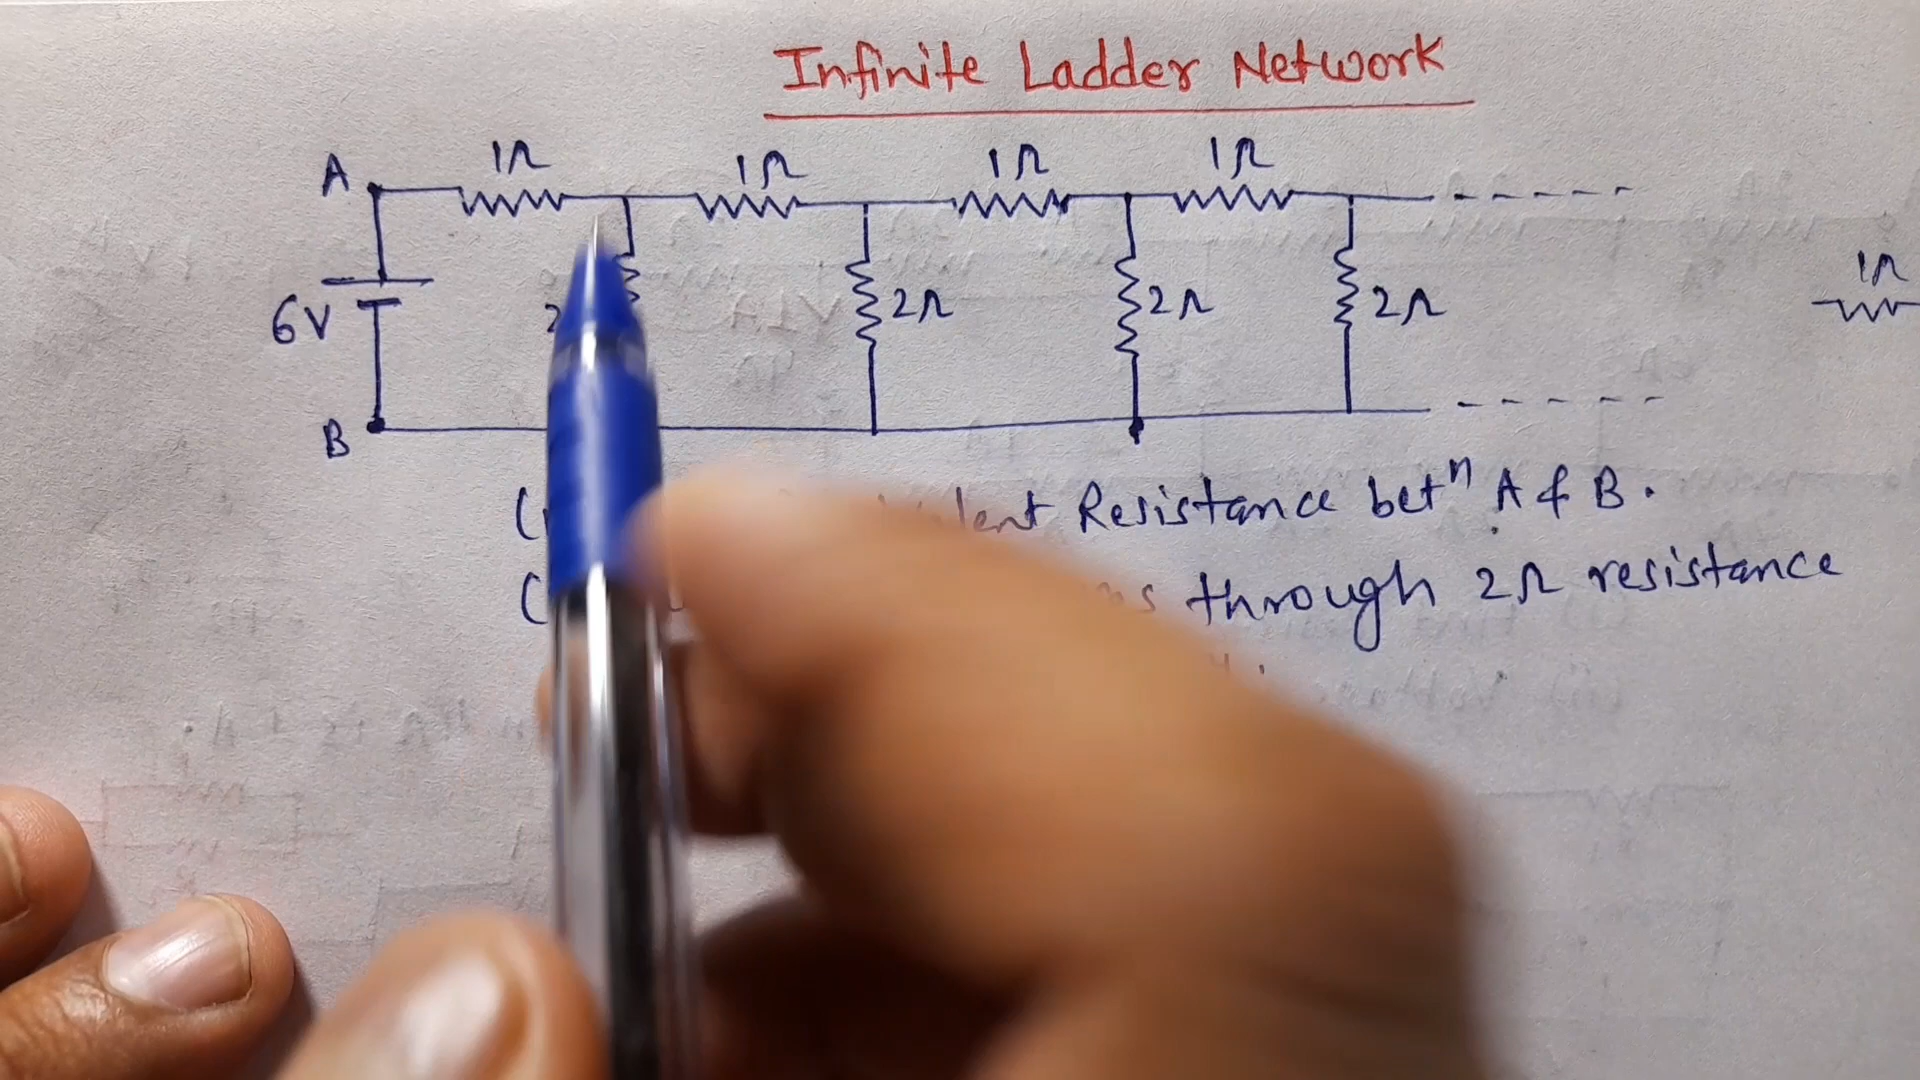 Infinite Ladder Network
A 1Ω 1Ω 1Ω 1Ω
1Ω
6V 2Ω 2Ω 2Ω
B
Resistance betⁿ A & B.
through 2Ω resistance